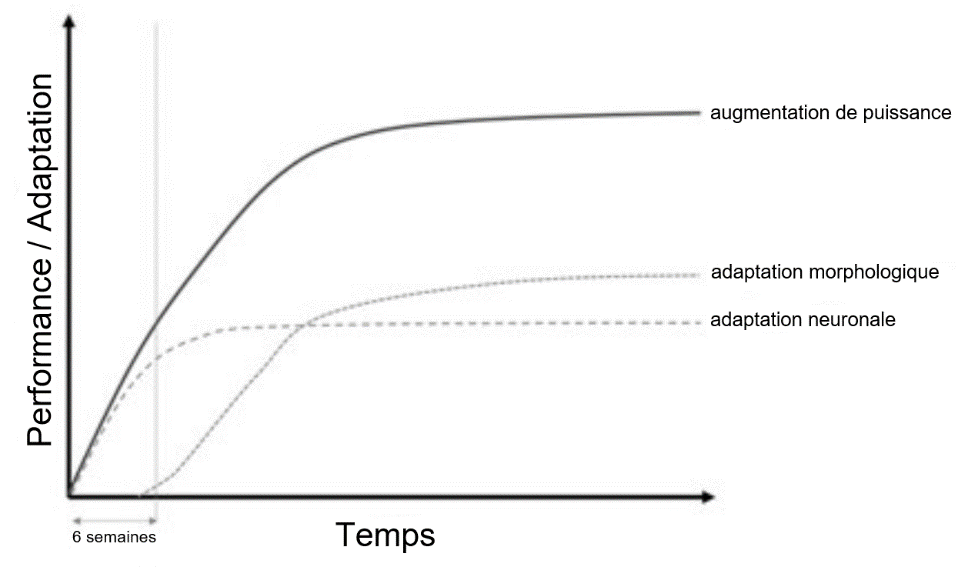 Performance / Adaptation
augmentation de puissance
adaptation morphologique
adaptation neuronale
6 semaines
Temps